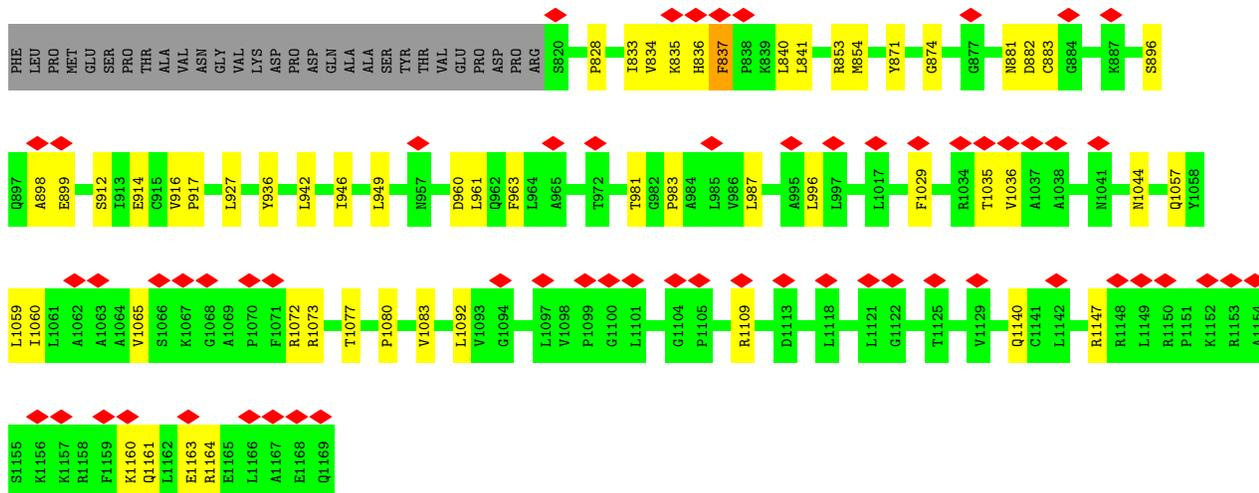 PHE LEU PRO MET GLU SER PRO THR ALA VAL ASN GLY VAL LYS ASP PRO ASP GLN ALA ALA SER TYR THR VAL GLU PRO ASP PRO ARG S820 P828 I833 V834 K835 H836 F837 P838 K839 L840 L841 R853 M854 Y871 G874 G877 N881 D882 C883 G884 K887 S896
Q897 A898 E899 S912 I913 E914 C915 V916 P917 L927 Y936 L942 I946 L949 N957 D960 L961 Q962 F963 L964 A965 T972 T981 G982 P983 A984 L985 V986 L987 A995 L996 L997 L1017 F1029 R1034 T1035 V1036 A1037 A1038 N1041 N1044 Q1057 Y1058
L1059 I1060 L1061 A1062 A1063 A1064 V1065 S1066 K1067 G1068 A1069 P1070 F1071 R1072 R1073 T1077 P1080 V1083 L1092 V1093 G1094 L1097 V1098 P1099 G1100 L1101 G1104 P1105 R1109 D1113 L1118 L1121 G1122 T1125 V1129 Q1140 C1141 L1142 R1147 R1148 L1149 R1150 P1151 K1152 R1153 A1154
S1155 K1156 K1157 R1158 F1159 K1160 Q1161 L1162 E1163 R1164 E1165 L1166 A1167 E1168 Q1169